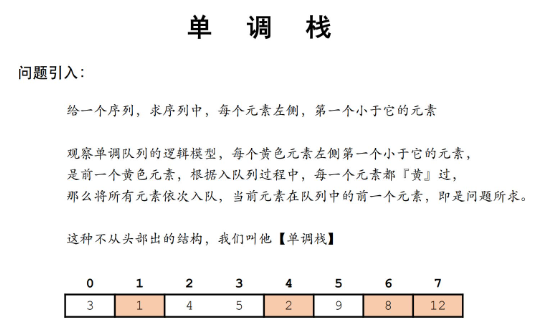 单 调 栈
问题引入：
给一个序列，求序列中，每个元素左侧，第一个小于它的元素
观察单调队列的逻辑模型，每个黄色元素左侧第一个小于它的元素，
是前一个黄色元素，根据入队列过程中，每一个元素都『黄』过，
那么将所有元素依次入队，当前元素在队列中的前一个元素，即是问题所求。
这种不从头部出的结构，我们叫他【单调栈】
0 1 2 3 4 5 6 7
3 1 4 5 2 9 8 12